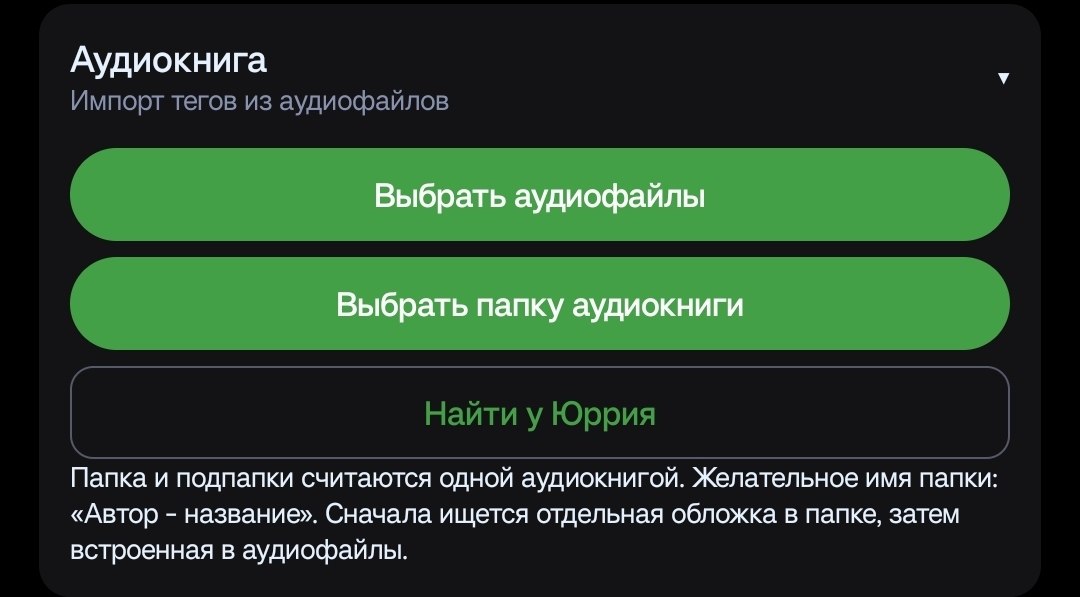 Аудиокнига
Импорт тегов из аудиофайлов
Выбрать аудиофайлы
Выбрать папку аудиокниги
Найти у Юррия
Папка и подпапки считаются одной аудиокнигой. Желательное имя папки:
«Автор - название». Сначала ищется отдельная обложка в папке, затем
встроенная в аудиофайлы.